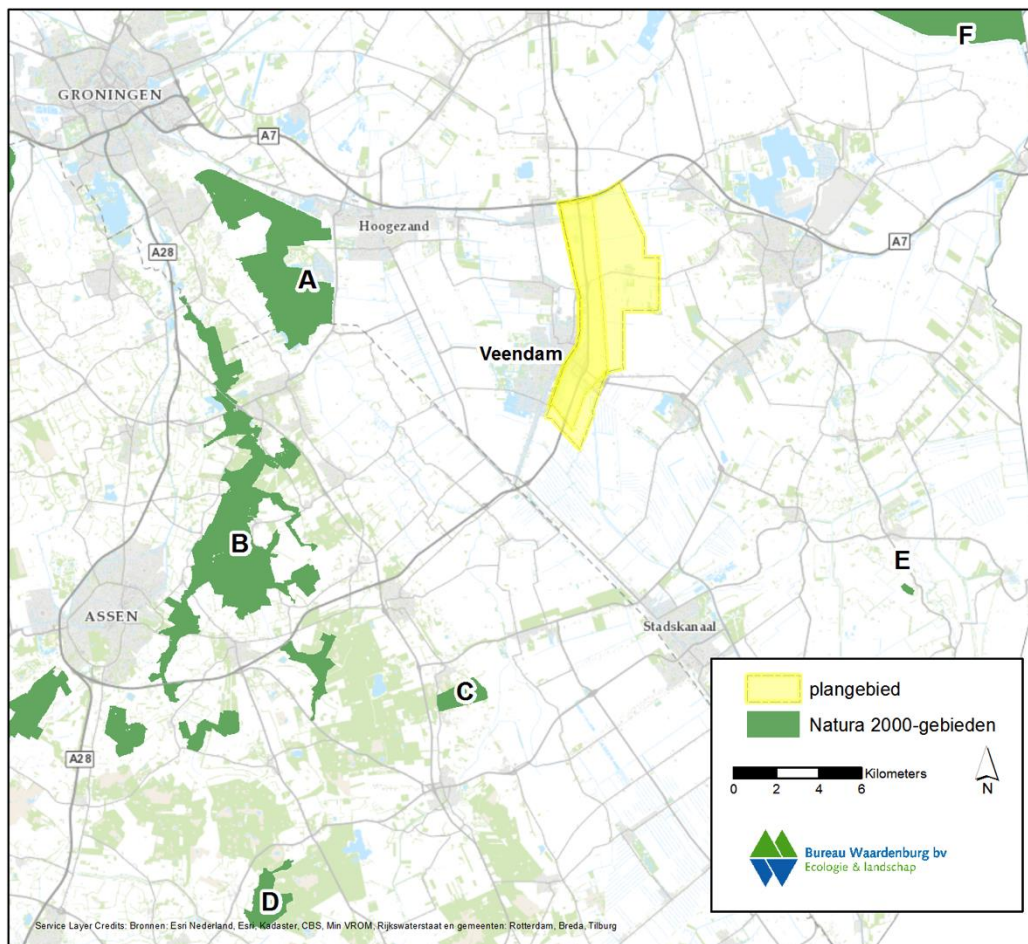 F
GRONINGEN
A7
A28
Hoogezand
A7
A
Veendam
B
E
ASSEN
Stadskanaal
C
A28
D
plangebied
Natura 2000-gebieden
Kilometers
0 2 4 6
N
Bureau Waardenburg bv
Ecologie & landschap
Service Layer Credits: Bronnen: Esri Nederland, Esri, Kadaster, CBS, Min VROM, Rijkswaterstaat en gemeenten: Rotterdam, Breda, Tilburg